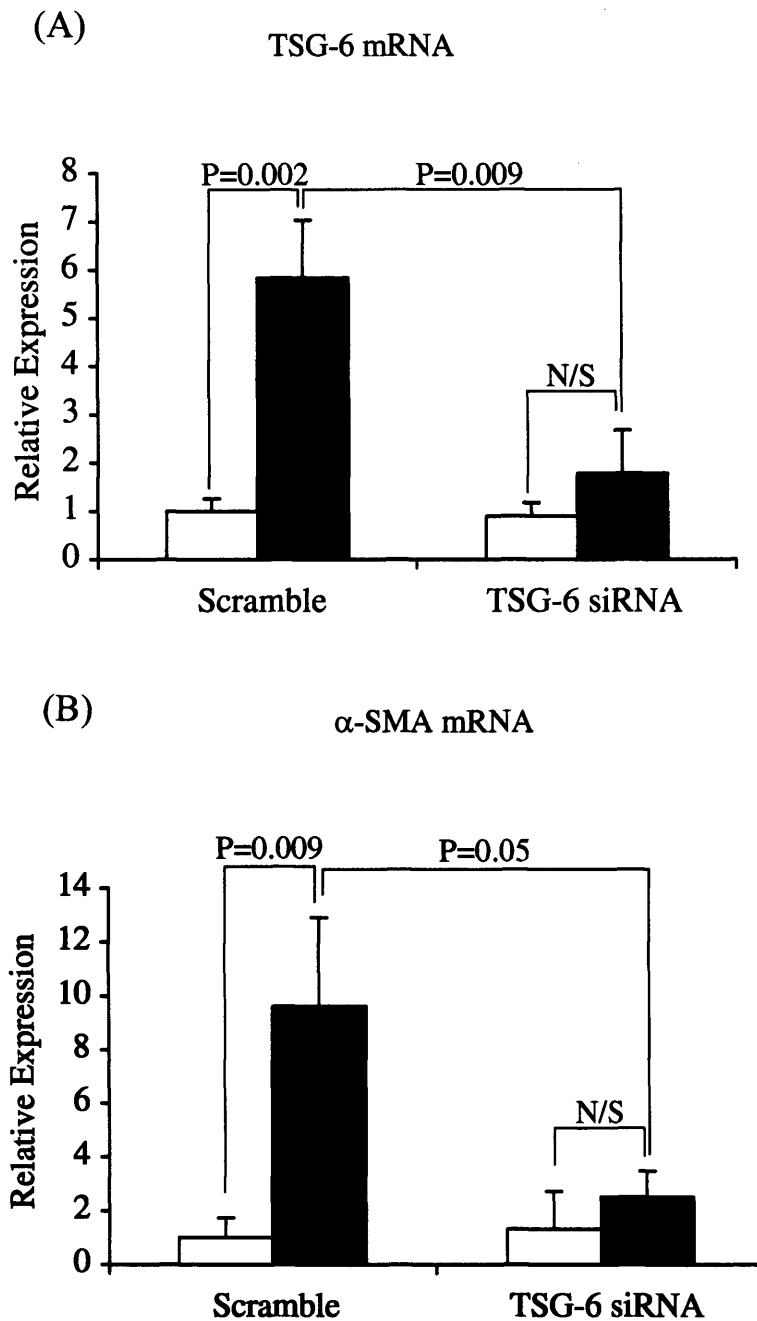 (A)
TSG-6 mRNA
P=0.002
P=0.009
N/S
8
7
6
5
4
3
2
1
0
Relative Expression
Scramble
TSG-6 siRNA
(B)
α-SMA mRNA
P=0.009
P=0.05
N/S
14
12
10
8
6
4
2
0
Relative Expression
Scramble
TSG-6 siRNA